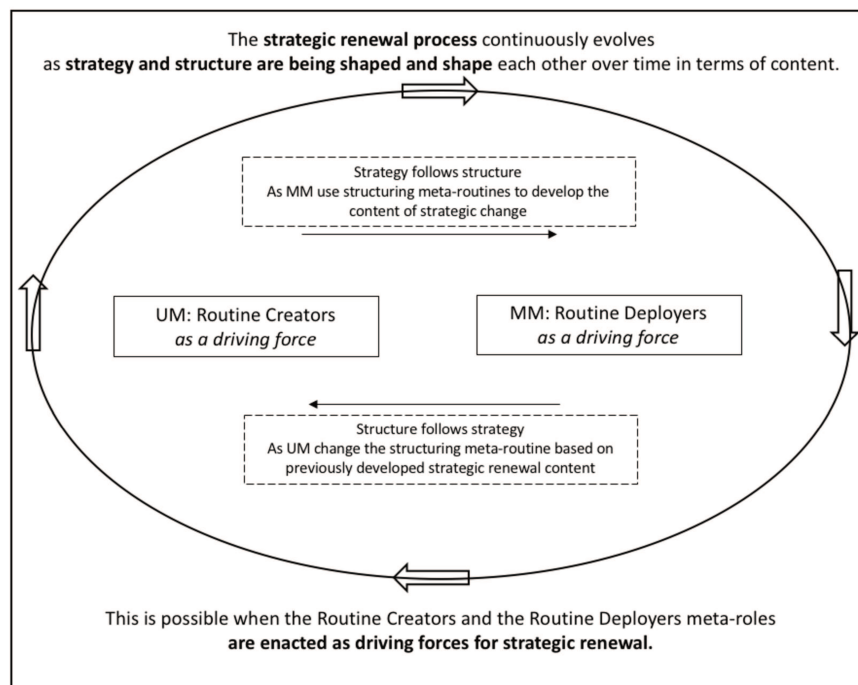 The strategic renewal process continuously evolves
as strategy and structure are being shaped and shape each other over time in terms of content.
Strategy follows structure
As MM use structuring meta-routines to develop the
content of strategic change
UM: Routine Creators
as a driving force
MM: Routine Deployers
as a driving force
Structure follows strategy
As UM change the structuring meta-routine based on
previously developed strategic renewal content
This is possible when the Routine Creators and the Routine Deployers meta-roles
are enacted as driving forces for strategic renewal.